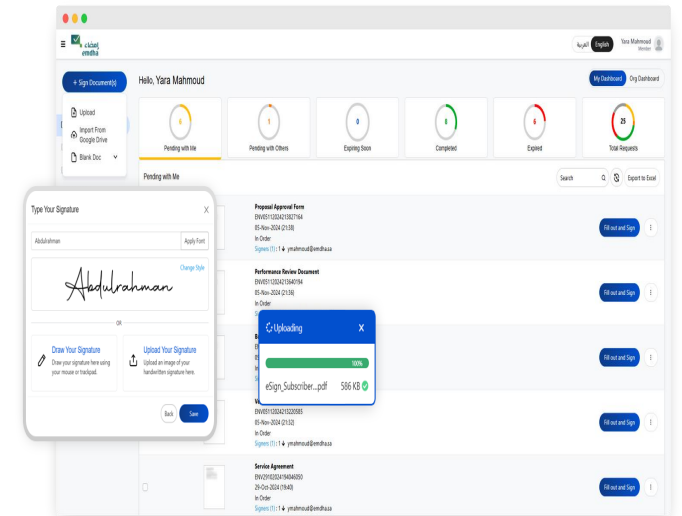 إمضاء
emdha
العربية
English
Yara Mahmoud
Member
+ Sign Document(s)
Upload
Import From
Google Drive
Blank Doc
Hello, Yara Mahmoud
My Dashboard
Org Dashboard
6
Pending with Me
1
Pending with Others
0
Expiring Soon
Completed
6
Expired
25
Total Requests
Pending with Me
Search
Export to Excel
Proposal Approval Form
ENV05112024213827164
05-Nov-2024 (21:38)
In Order
Signers (1) : 1 ymahmoud@emdha.sa
Fill out and Sign
Performance Review Document
ENV05112024213640194
05-Nov-2024 (21:36)
In Order
Fill out and Sign
Fill out and Sign
ENV05112024213220585
05-Nov-2024 (21:32)
In Order
Signers (1) : 1 ymahmoud@emdha.sa
Fill out and Sign
Service Agreement
ENV29102024194046050
29-Oct-2024 (19:40)
In Order
Signers (1) : 1 ymahmoud@emdha.sa
Fill out and Sign
Type Your Signature
X
Abdulrahman
Apply Font
Change Style
Abdulrahman
OR
Draw Your Signature
Draw your signature here using
your mouse or trackpad.
Upload Your Signature
Upload an image of your
handwritten signature here.
Back
Save
Uploading
X
100%
eSign_Subscriber...pdf
586 KB